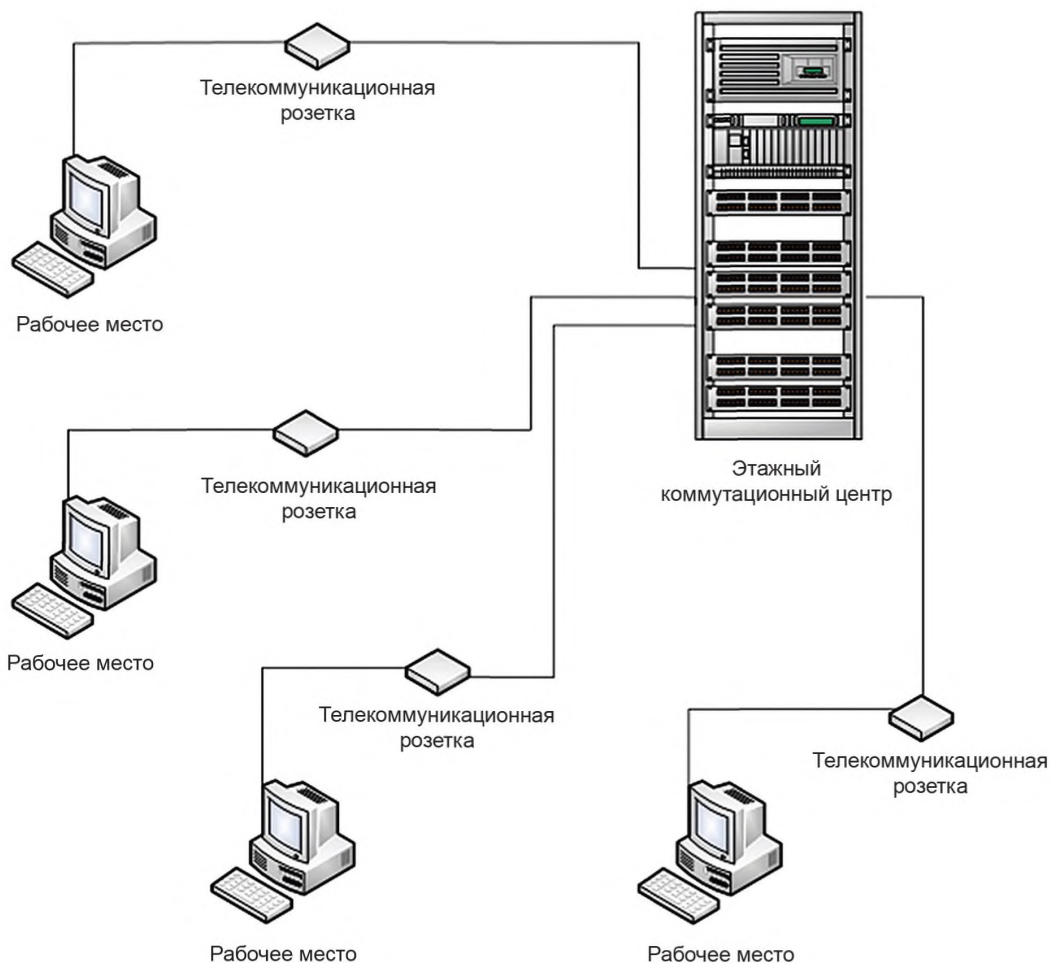 Телекоммуникационная
розетка
Рабочее место
Этажный
коммутационный центр
Телекоммуникационная
розетка
Рабочее место
Телекоммуникационная
розетка
Телекоммуникационная
розетка
Рабочее место
Рабочее место